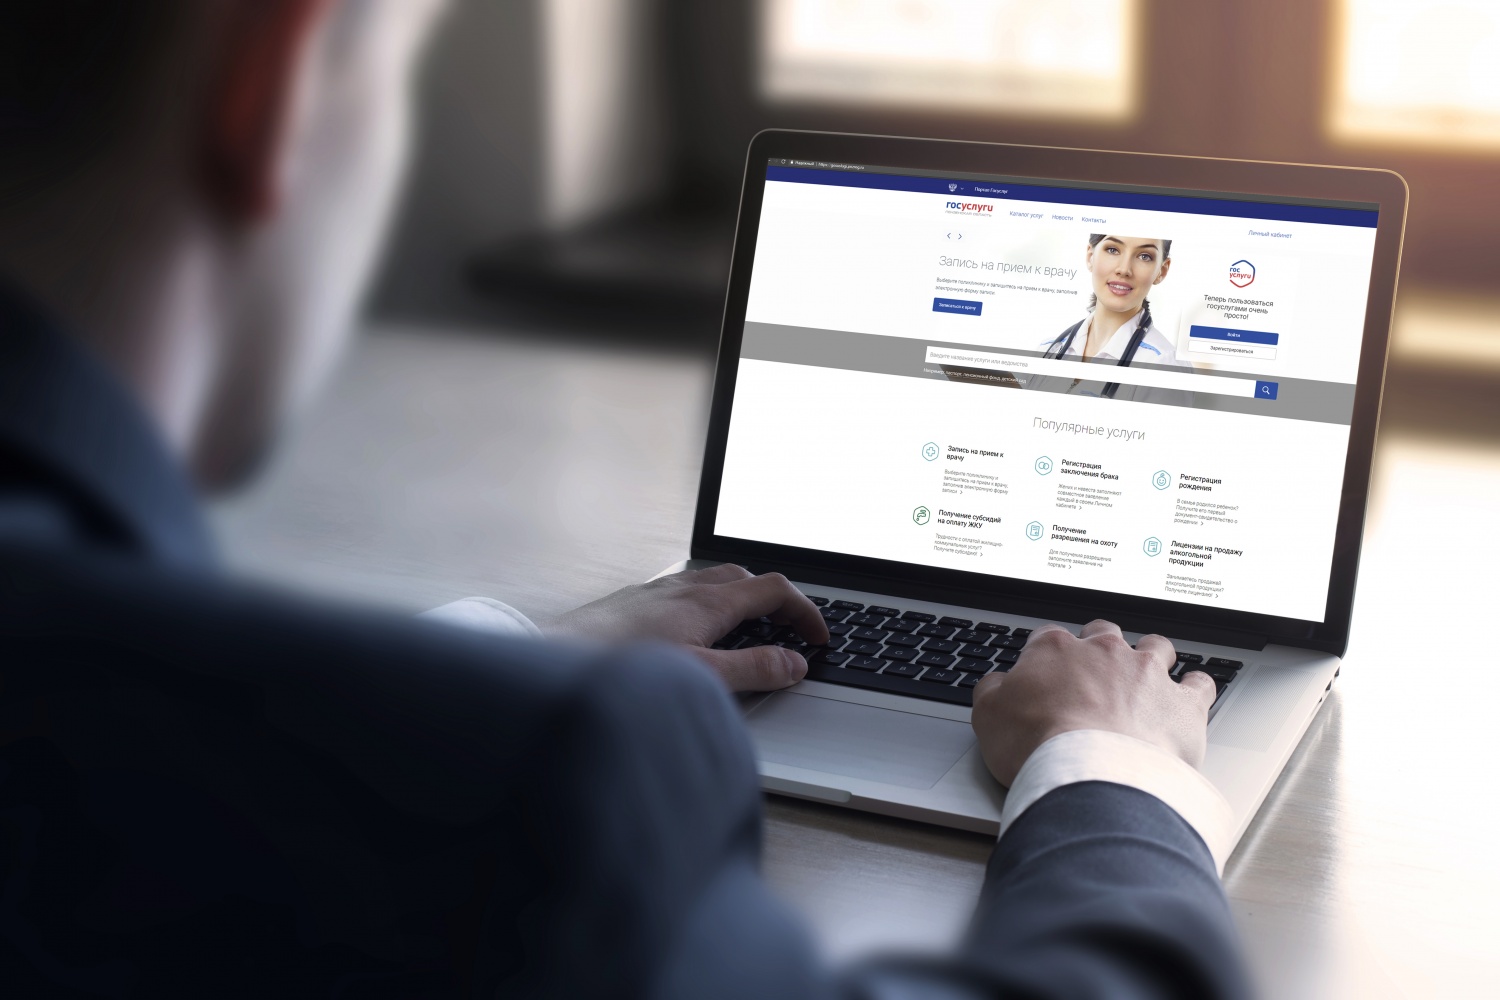 Портал Госуслуг
госуслуги
Каталог услуг Новости Контакты
Личный кабинет
Запись на прием к врачу
Выберите поликлинику и запишитесь на прием к врачу, заполнив
электронную форму записи
Записаться к врачу
гос
услуги
Теперь пользоваться
госуслугами очень
просто!
Войти
Зарегистрироваться
Введите название услуги или ведомства
Например, паспорт, пенсионный фонд, детский сад
Популярные услуги
Запись на прием к
врачу
Выберите поликлинику и
запишитесь на прием к врачу,
заполнив электронную форму
записи
Регистрация
заключения брака
Жених и невеста заполняют
совместное заявление
каждый в своем Личном
кабинете
Регистрация
рождения
В семье родился ребенок?
Получите его первый
документ-свидетельство о
рождении
Получение субсидий
на оплату ЖКУ
Трудности с оплатой жилищно-
коммунальных услуг?
Получите субсидию!
Получение
разрешения на охоту
Для получения разрешения
заполните заявление на
портале
Лицензии на продажу
алкогольной
продукции
Занимаетесь продажей
алкогольной продукции?
Получите лицензию!